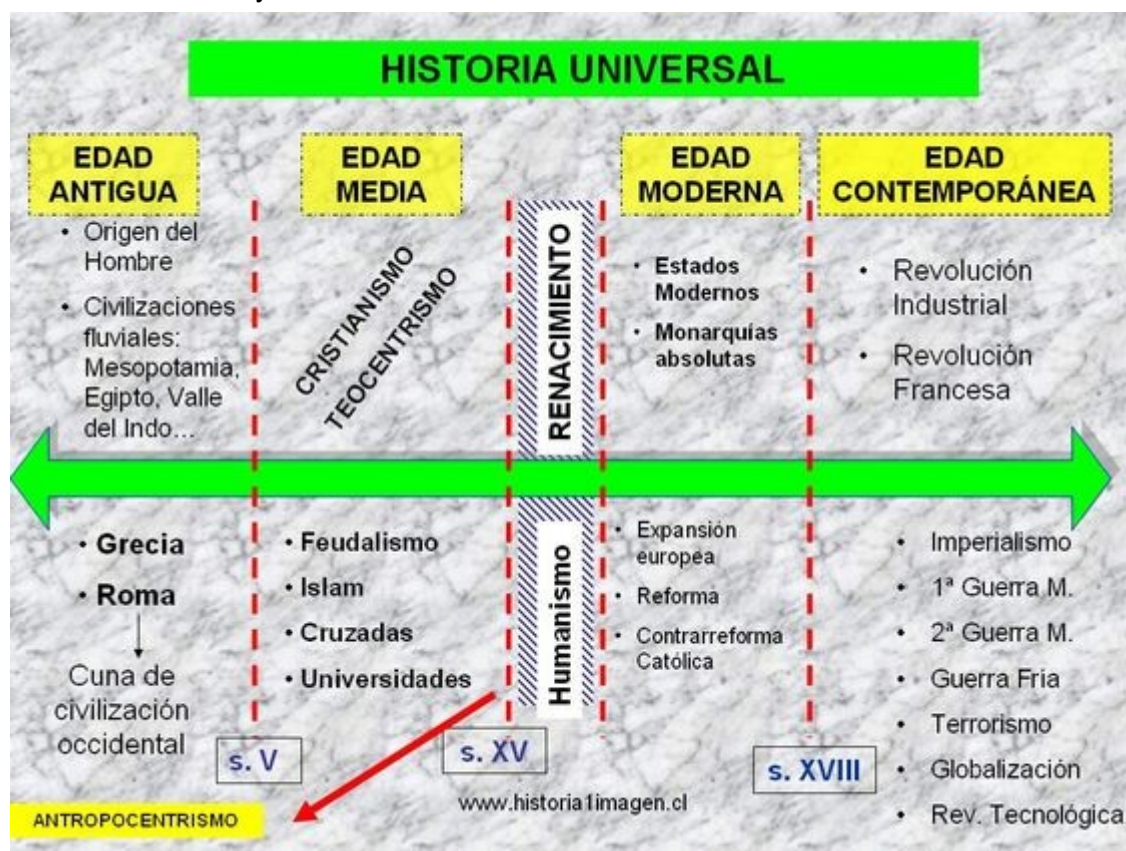 HISTORIA UNIVERSAL
EDAD
ANTIGUA
• Origen del
Hombre
• Civilizaciones
fluviales:
Mesopotamia,
Egipto, Valle
del Indo...
• Grecia
• Roma
Cuna de
civilización
occidental
s. V
EDAD
MEDIA
CRISTIANISMO
TEOCENTRISMO
• Feudalismo
• Islam
• Cruzadas
• Universidades
s. XV
RENACIMIENTO
Humanismo
ANTROPOCENTRISMO
EDAD
MODERNA
• Estados
Modernos
• Monarquías
absolutas
• Expansión
europea
• Reforma
• Contrarreforma
Católica
s. XVIII
EDAD
CONTEMPORÁNEA
• Revolución
Industrial
• Revolución
Francesa
• Imperialismo
• 1ª Guerra M.
• 2ª Guerra M.
• Guerra Fria
• Terrorismo
• Globalización
• Rev. Tecnológica
www.historia1imagen.cl